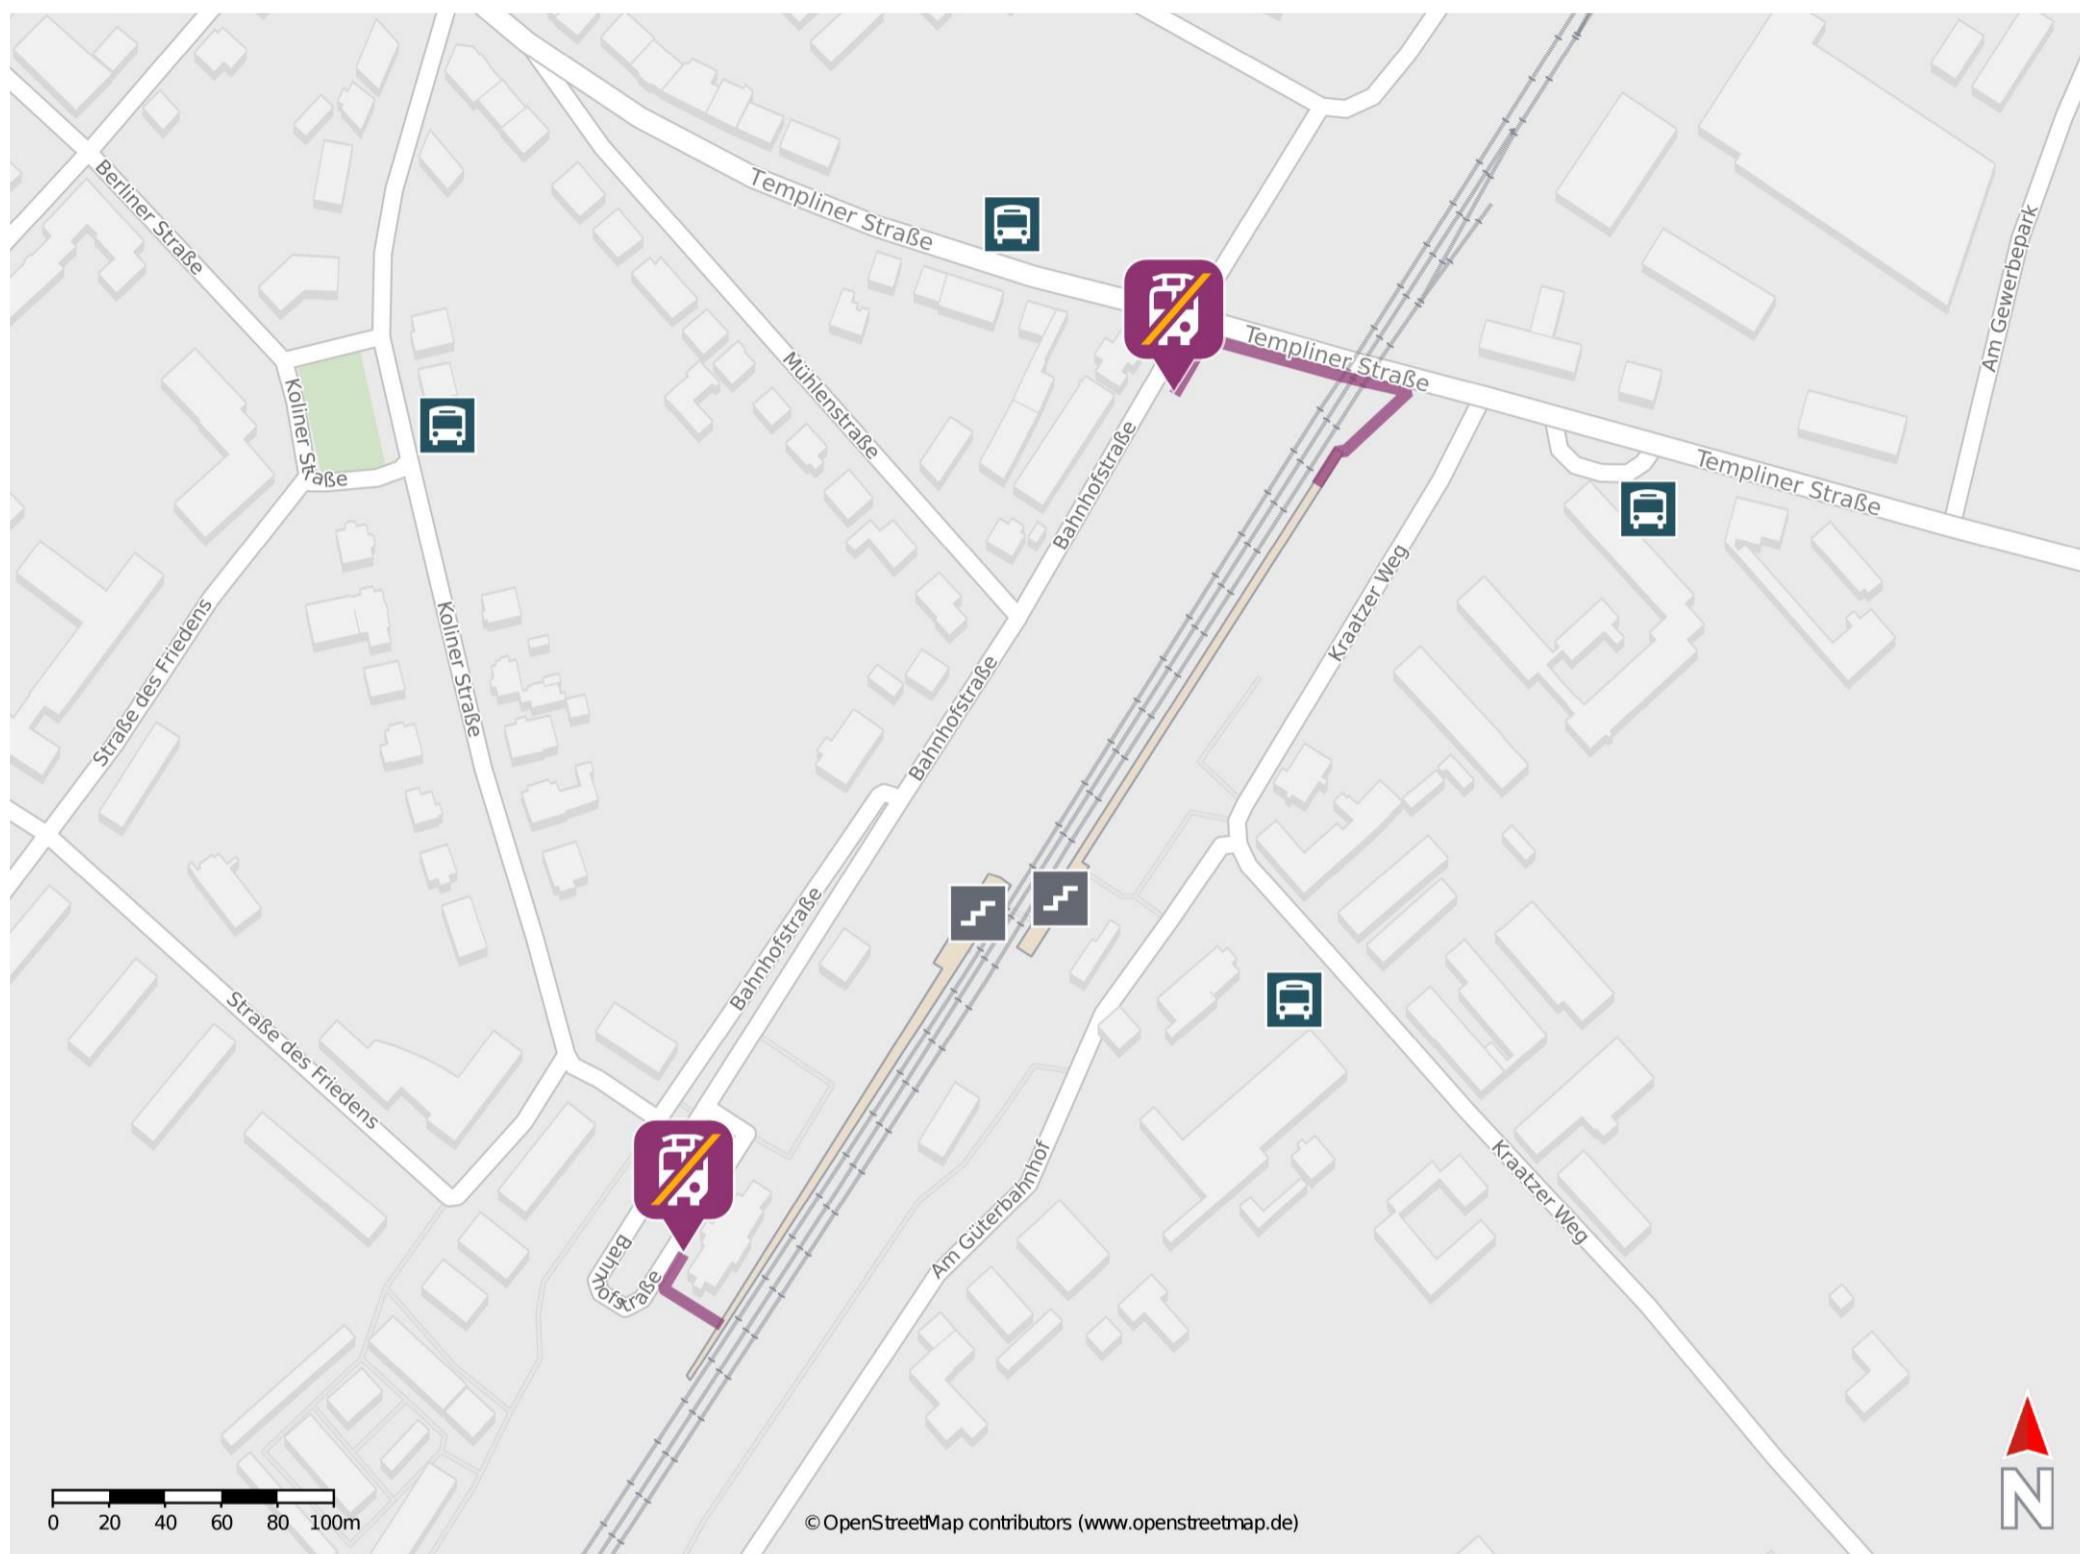 Berliner Straße
Templiner Straße
Am Gewerbepark
Templiner Straße
Mühlenstraße
Koliner Straße
Bahnhofstraße
Templiner Straße
Kraatzer Weg
Straße des Friedens
Koliner Straße
Bahnhofstraße
Bahnhofstraße
Straße des Friedens
Am Güterbahnhof
Kraatzer Weg
Bahnhofstraße
0 20 40 60 80 100m
© OpenStreetMap contributors (www.openstreetmap.de)
N